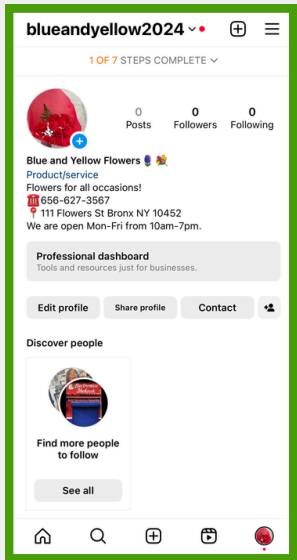 blueandyellow2024
1 OF 7 STEPS COMPLETE
0 0 0
Posts Followers Following
Blue and Yellow Flowers🪻💐
Product/service
Flowers for all occasions!
☎️656-627-3567
📍111 Flowers St Bronx NY 10452
We are open Mon-Fri from 10am-7pm.
Professional dashboard
Tools and resources just for businesses.
Edit profile Share profile Contact
Discover people
Find more people
to follow
See all